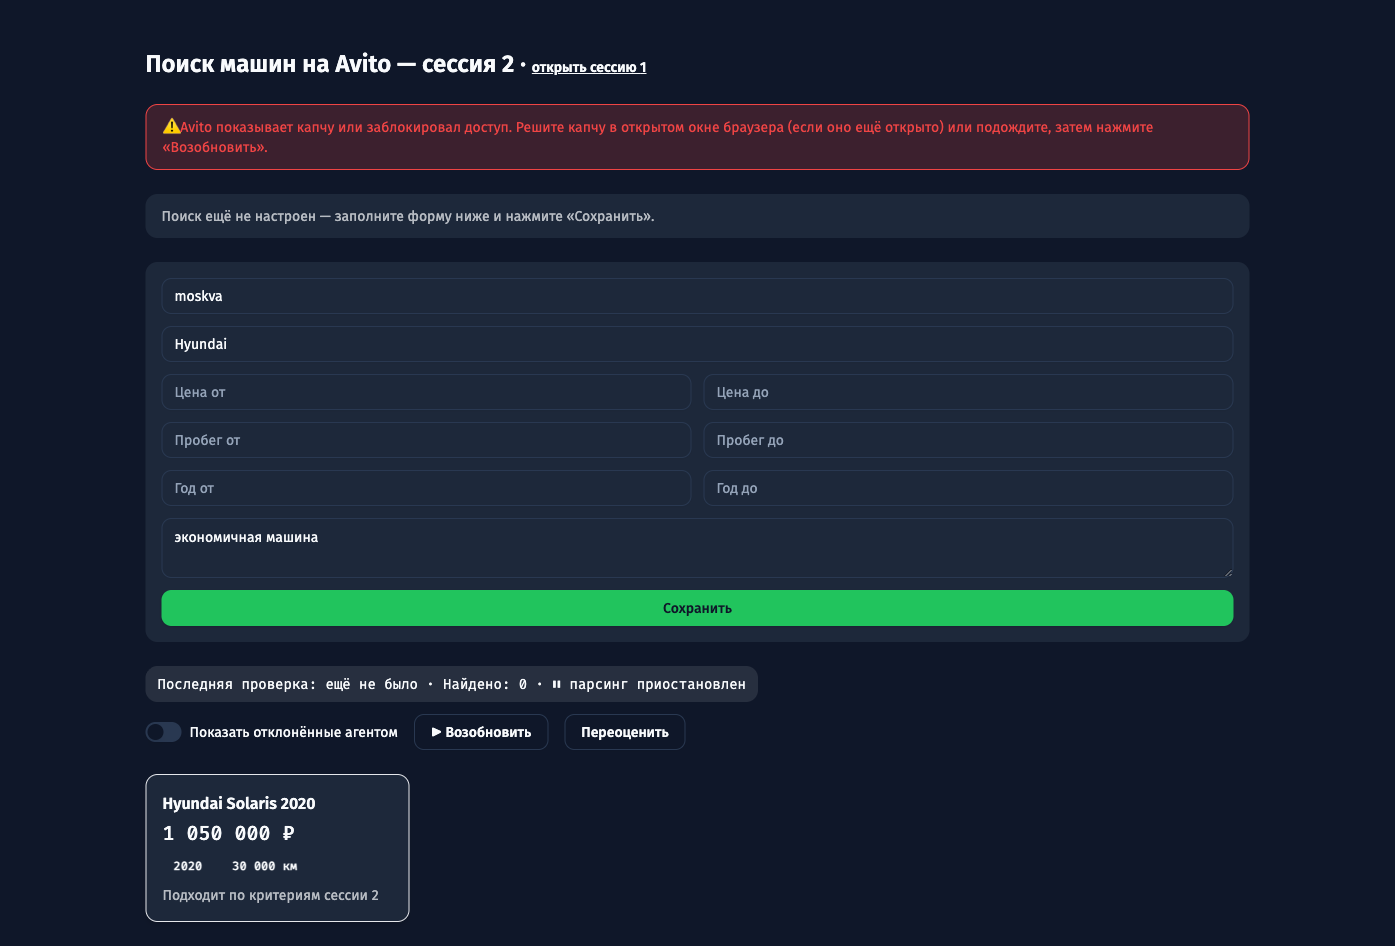 Поиск машин на Avito — сессия 2 · открыть сессию 1
⚠️Avito показывает капчу или заблокировал доступ. Решите капчу в открытом окне браузера (если оно ещё открыто) или подождите, затем нажмите
«Возобновить».
Поиск ещё не настроен — заполните форму ниже и нажмите «Сохранить».
moskva
Hyundai
Цена от
Цена до
Пробег от
Пробег до
Год от
Год до
экономичная машина
Сохранить
Последняя проверка: ещё не было · Найдено: 0 · ⏸ парсинг приостановлен
Показать отклонённые агентом
▶ Возобновить
Переоценить
Hyundai Solaris 2020
1 050 000 ₽
2020 30 000 км
Подходит по критериям сессии 2